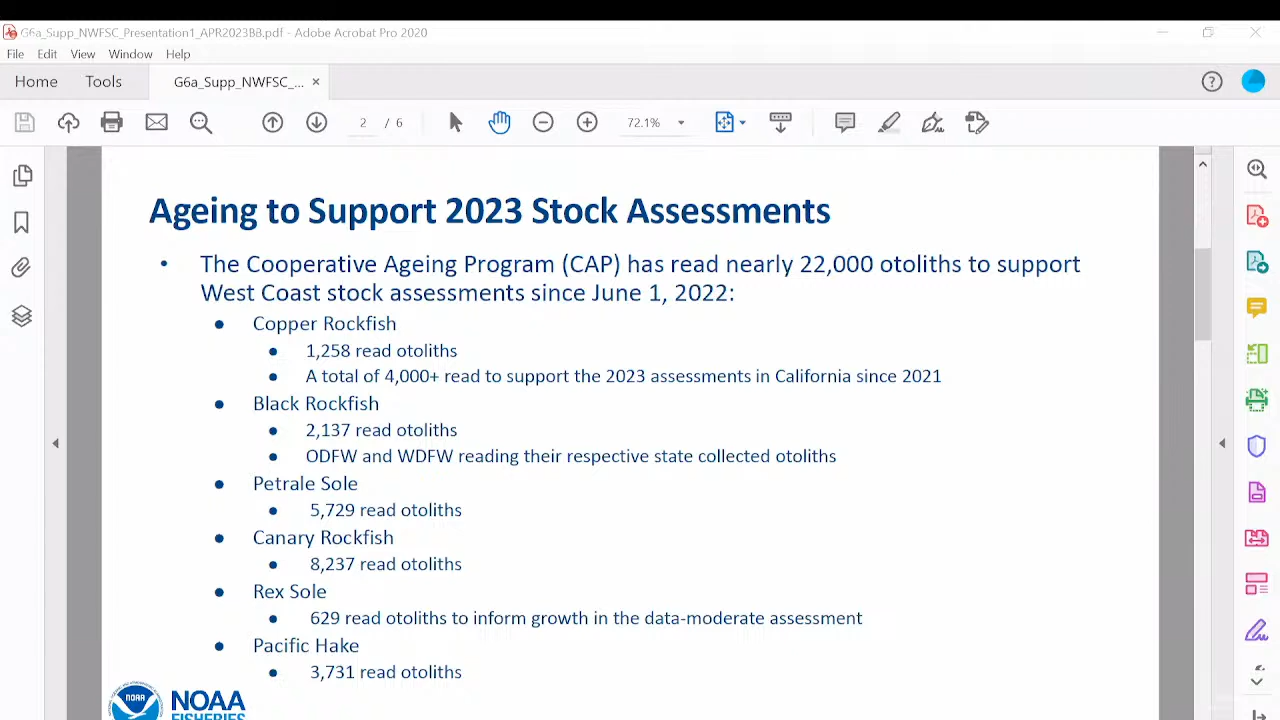 G6a_Supp_NWFSC_Presentation1_APR2023BB.pdf - Adobe Acrobat Pro 2020
File Edit View Window Help
Home Tools G6a_Supp_NWFSC_... ×
2 / 6 72.1%
Ageing to Support 2023 Stock Assessments
• The Cooperative Ageing Program (CAP) has read nearly 22,000 otoliths to support
West Coast stock assessments since June 1, 2022:
● Copper Rockfish
● 1,258 read otoliths
● A total of 4,000+ read to support the 2023 assessments in California since 2021
● Black Rockfish
● 2,137 read otoliths
● ODFW and WDFW reading their respective state collected otoliths
● Petrale Sole
● 5,729 read otoliths
● Canary Rockfish
● 8,237 read otoliths
● Rex Sole
● 629 read otoliths to inform growth in the data-moderate assessment
● Pacific Hake
● 3,731 read otoliths
NOAA
NOAA
FISHERIES